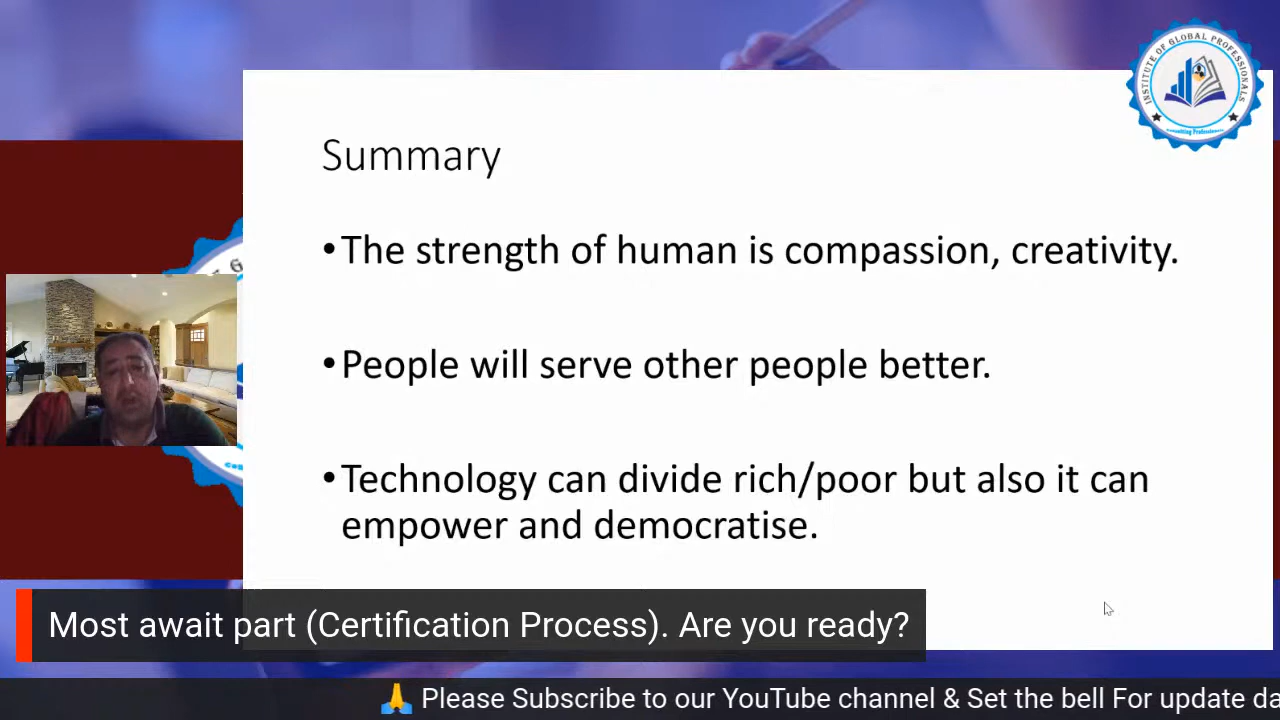 INSTITUTE OF GLOBAL PROFESSIONALS
Connecting Professionals
Summary
•The strength of human is compassion, creativity.
•People will serve other people better.
•Technology can divide rich/poor but also it can
empower and democratise.
Most await part (Certification Process). Are you ready?
🙏 Please Subscribe to our YouTube channel & Set the bell For update da